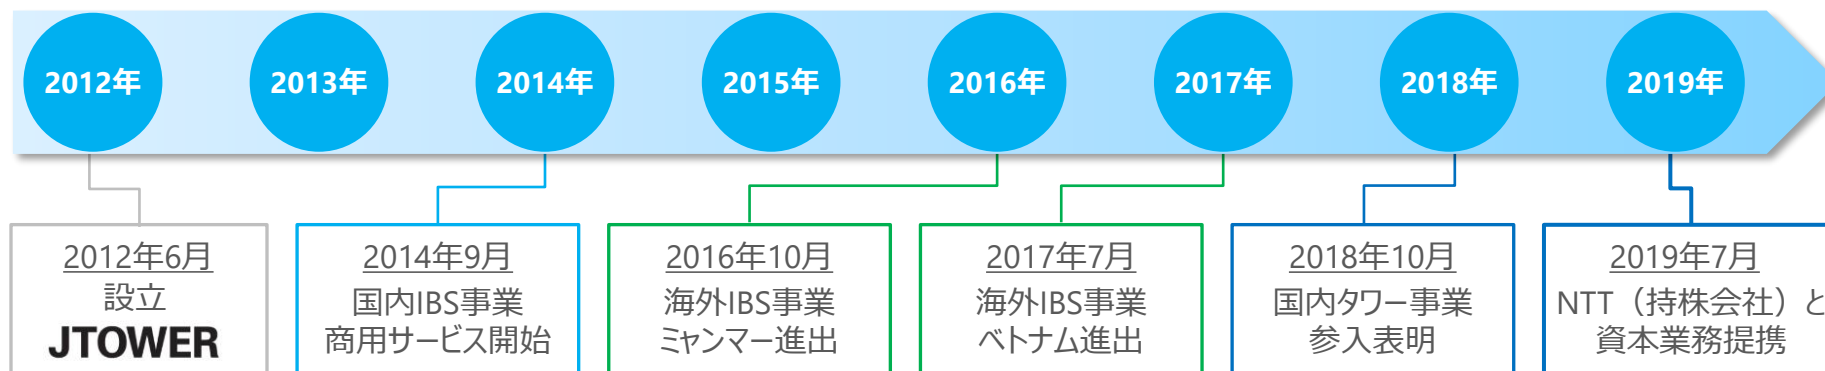 2012年
2013年
2014年
2015年
2016年
2017年
2018年
2019年
2012年6月
設立
JTOWER
2014年9月
国内IBS事業
商用サービス開始
2016年10月
海外IBS事業
ミャンマー進出
2017年7月
海外IBS事業
ベトナム進出
2018年10月
国内タワー事業
参入表明
2019年7月
NTT（持株会社）と
資本業務提携